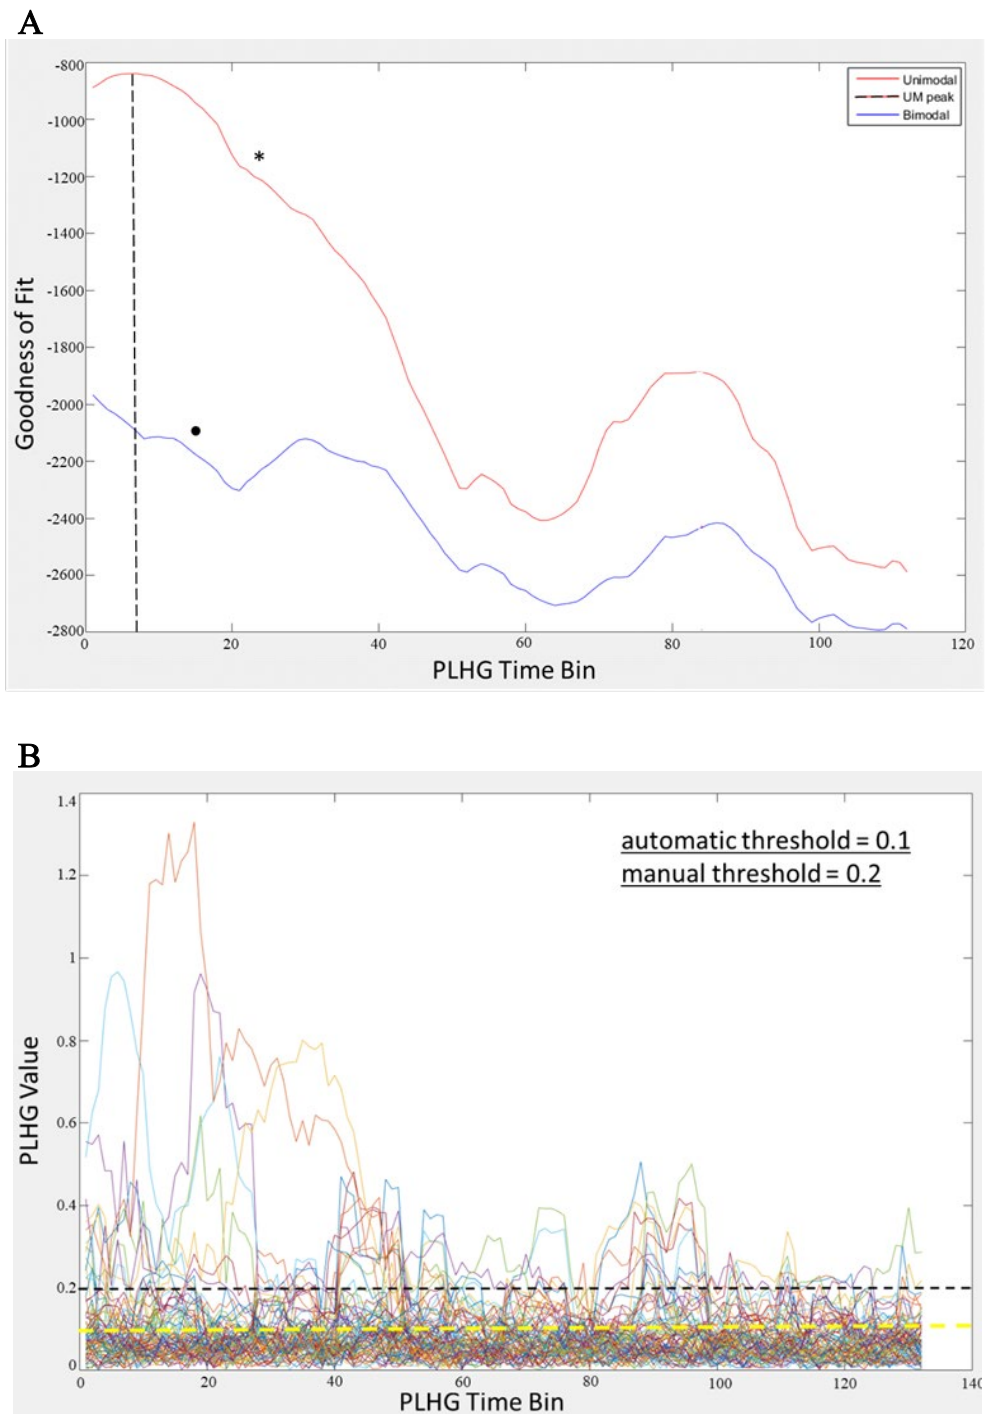 A
-800
-1000
-1200
-1400
-1600
-1800
-2000
-2200
-2400
-2600
-2800
0 20 40 60 80 100 120
Goodness of Fit
PLHG Time Bin
Unimodal
UM peak
Bimodal
*
B
1.4
1.2
1
0.8
0.6
0.4
0.2
0
0 20 40 60 80 100 120 140
PLHG Value
PLHG Time Bin
automatic threshold = 0.1
manual threshold = 0.2